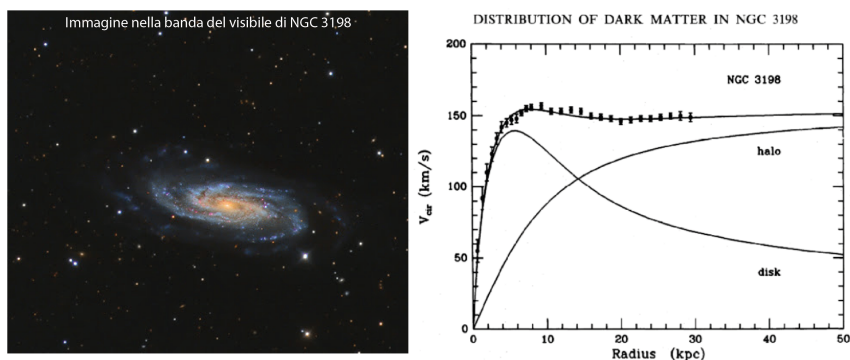 Immagine nella banda del visibile di NGC 3198
DISTRIBUTION OF DARK MATTER IN NGC 3198
200
NGC 3198
150
halo
100
V_cir (km/s)
50
disk
0
0 10 20 30 40 50
Radius (kpc)